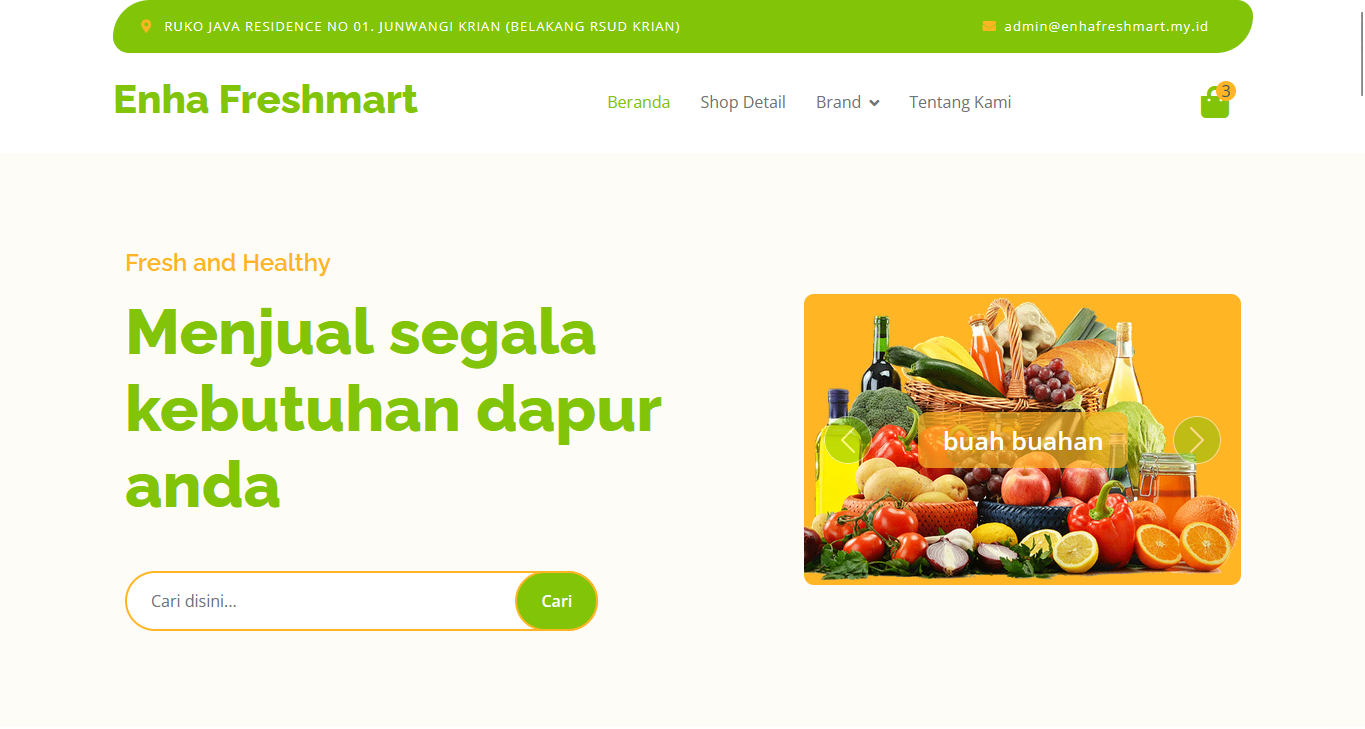 RUKO JAVA RESIDENCE NO 01. JUNWANGI KRIAN (BELAKANG RSUD KRIAN)
admin@enhafreshmart.my.id
Enha Freshmart
Beranda
Shop Detail
Brand
Tentang Kami
3
Fresh and Healthy
Menjual segala
kebutuhan dapur
anda
buah buahan
Cari disini...
Cari